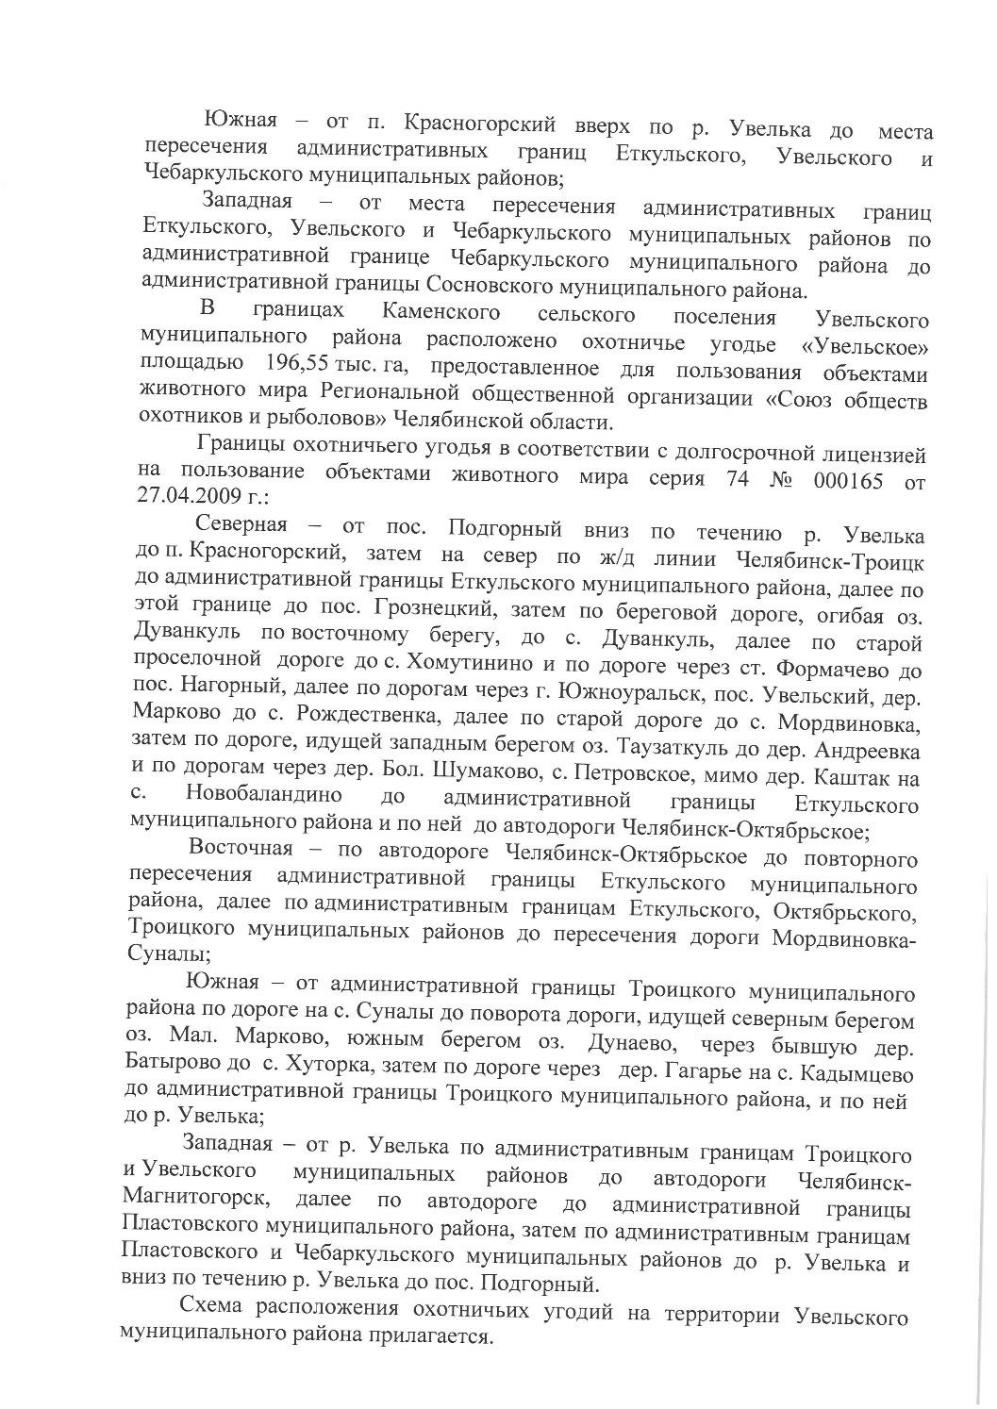 Южная – от п. Красногорский вверх по р. Увелька до места
пересечения административных границ Еткульского, Увельского и
Чебаркульского муниципальных районов;
Западная – от места пересечения административных границ
Еткульского, Увельского и Чебаркульского муниципальных районов по
административной границе Чебаркульского муниципального района до
административной границы Сосновского муниципального района.
В границах Каменского сельского поселения Увельского
муниципального района расположено охотничье угодье «Увельское»
площадью 196,55 тыс. га, предоставленное для пользования объектами
животного мира Региональной общественной организации «Союз обществ
охотников и рыболовов» Челябинской области.
Границы охотничьего угодья в соответствии с долгосрочной лицензией
на пользование объектами животного мира серия 74 № 000165 от
27.04.2009 г.:
Северная – от пос. Подгорный вниз по течению р. Увелька
до п. Красногорский, затем на север по ж/д линии Челябинск-Троицк
до административной границы Еткульского муниципального района, далее по
этой границе до пос. Грознецкий, затем по береговой дороге, огибая оз.
Дуванкуль по восточному берегу, до с. Дуванкуль, далее по старой
проселочной дороге до с. Хомутинино и по дороге через ст. Формачево до
пос. Нагорный, далее по дорогам через г. Южноуральск, пос. Увельский, дер.
Марково до с. Рождественка, далее по старой дороге до с. Мордвиновка,
затем по дороге, идущей западным берегом оз. Таузаткуль до дер. Андреевка
и по дорогам через дер. Бол. Шумаково, с. Петровское, мимо дер. Каштак на
с. Новобаландино до административной границы Еткульского
муниципального района и по ней до автодороги Челябинск-Октябрьское;
Восточная – по автодороге Челябинск-Октябрьское до повторного
пересечения административной границы Еткульского муниципального
района, далее по административным границам Еткульского, Октябрьского,
Троицкого муниципальных районов до пересечения дороги Мордвиновка-
Суналы;
Южная – от административной границы Троицкого муниципального
района по дороге на с. Суналы до поворота дороги, идущей северным берегом
оз. Мал. Марково, южным берегом оз. Дунаево, через бывшую дер.
Батырово до с. Хуторка, затем по дороге через дер. Гагарье на с. Кадымцево
до административной границы Троицкого муниципального района, и по ней
до р. Увелька;
Западная – от р. Увелька по административным границам Троицкого
и Увельского муниципальных районов до автодороги Челябинск-
Магнитогорск, далее по автодороге до административной границы
Пластовского муниципального района, затем по административным границам
Пластовского и Чебаркульского муниципальных районов до р. Увелька и
вниз по течению р. Увелька до пос. Подгорный.
Схема расположения охотничьих угодий на территории Увельского
муниципального района прилагается.